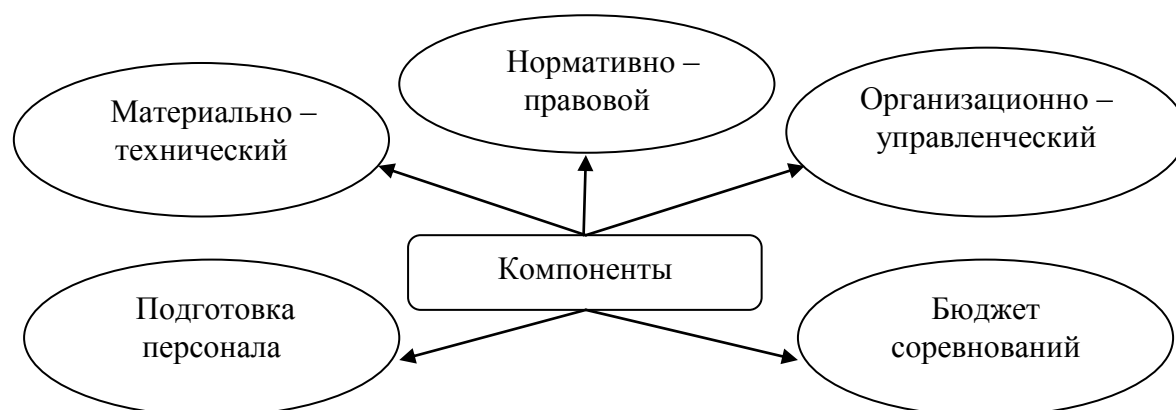 Нормативно –
правовой
Материально –
технический
Организационно –
управленческий
Компоненты
Подготовка
персонала
Бюджет
соревнований